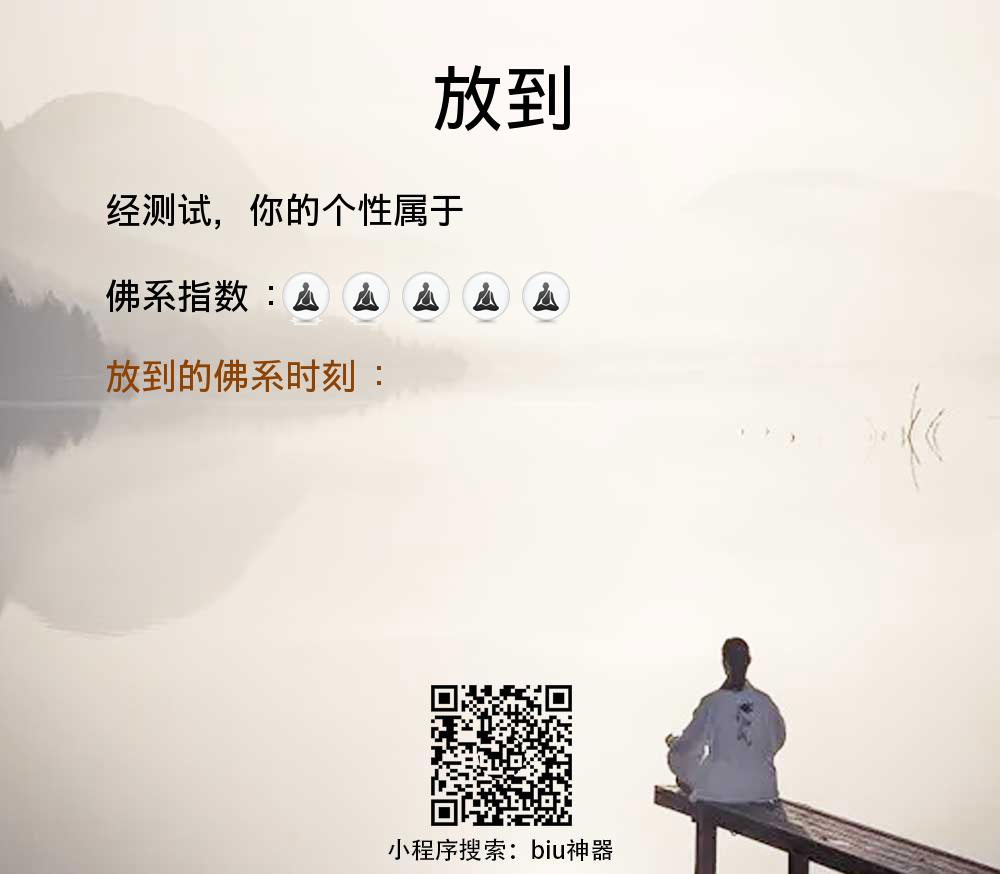 放到
经测试，你的个性属于
佛系指数：
放到的佛系时刻：
小程序搜索：biu神器